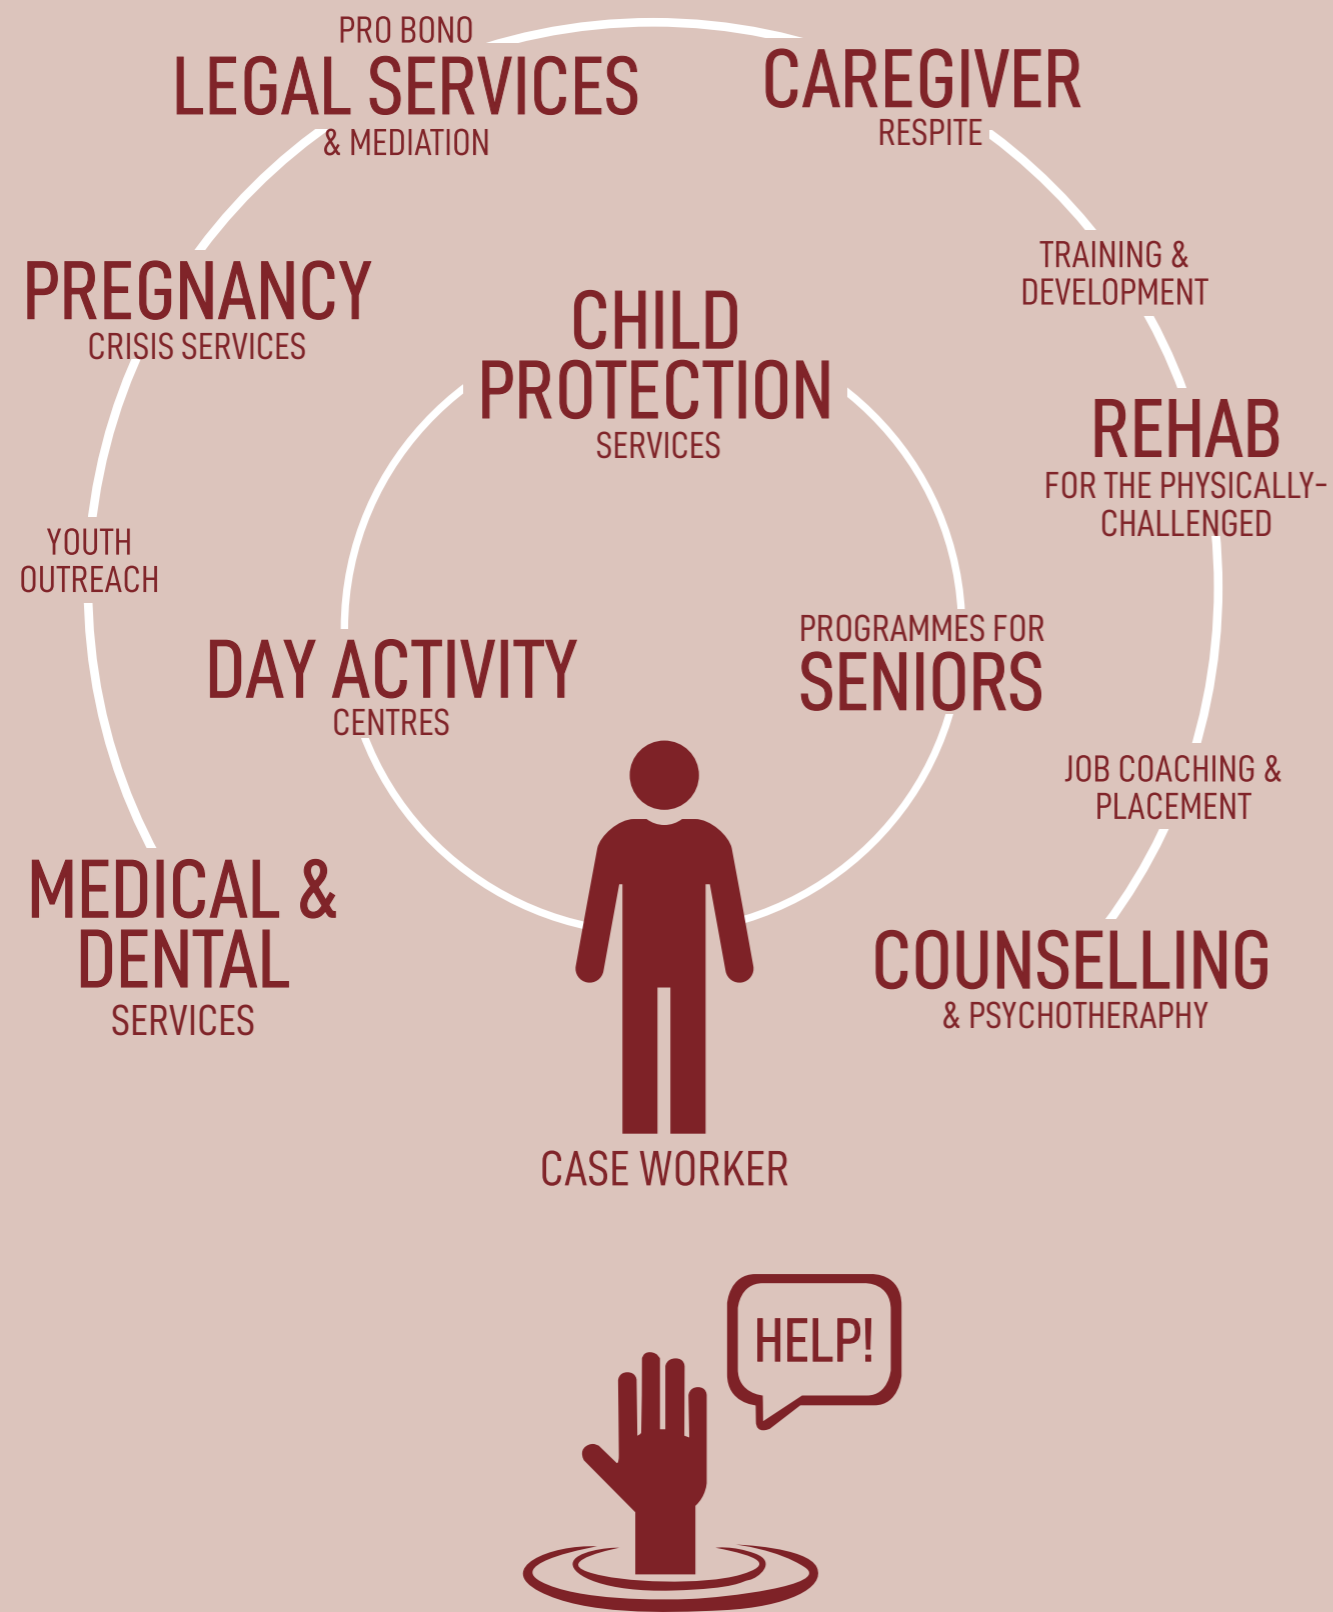 PRO BONO
LEGAL SERVICES
& MEDIATION
CAREGIVER
RESPITE
TRAINING &
DEVELOPMENT
PREGNANCY
CRISIS SERVICES
CHILD
PROTECTION
SERVICES
REHAB
FOR THE PHYSICALLY-
CHALLENGED
YOUTH
OUTREACH
DAY ACTIVITY
CENTRES
PROGRAMMES FOR
SENIORS
JOB COACHING &
PLACEMENT
MEDICAL &
DENTAL
SERVICES
COUNSELLING
& PSYCHOTHERAPHY
CASE WORKER
HELP!